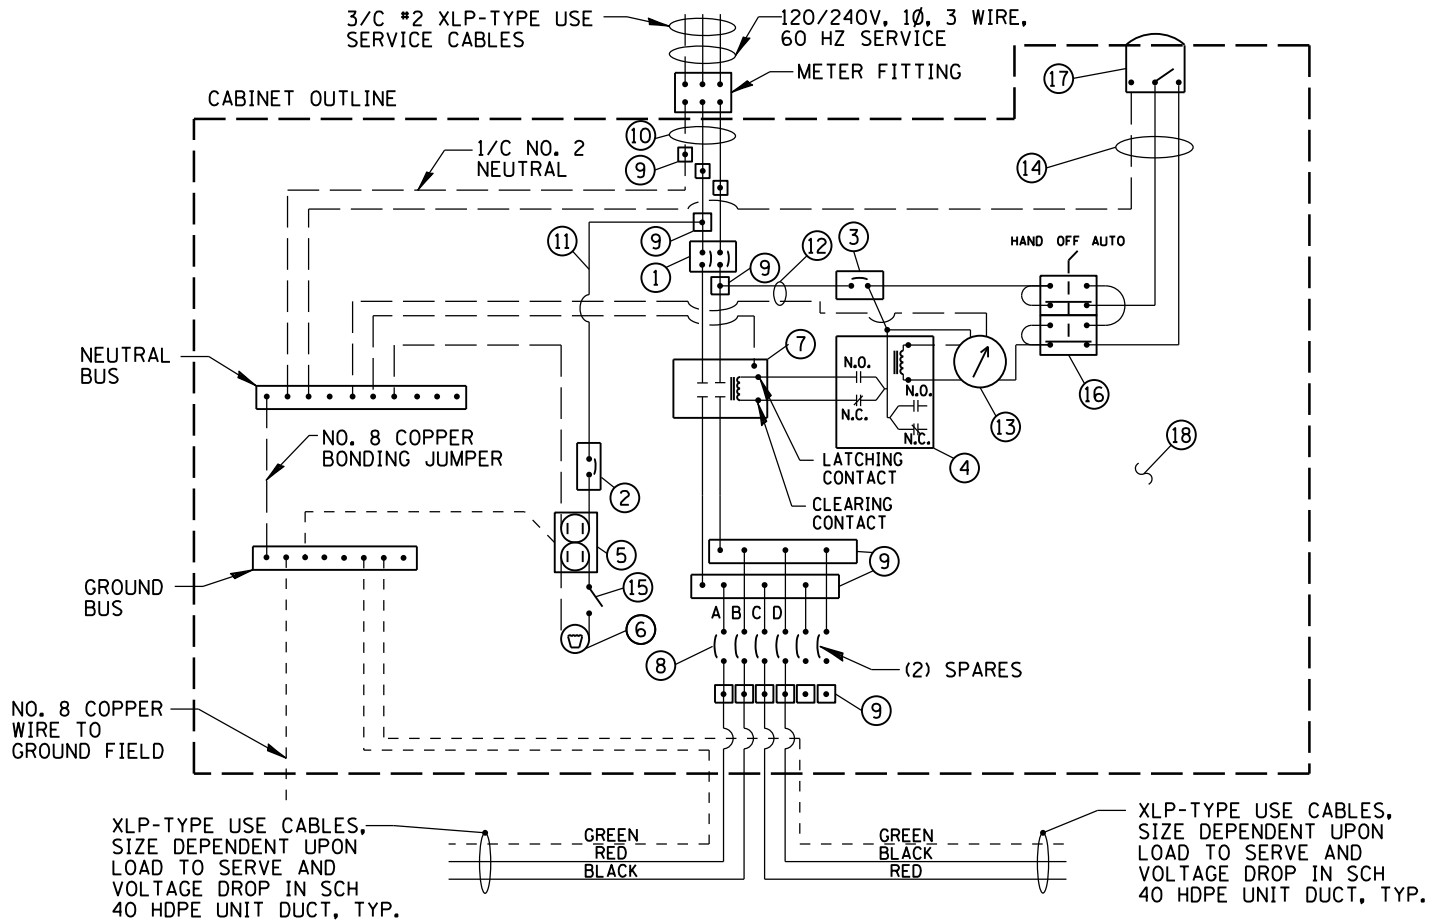 3/C #2 XLP-TYPE USE
SERVICE CABLES
120/240V, 1Ø, 3 WIRE,
60 HZ SERVICE
METER FITTING
CABINET OUTLINE
17
10
1/C NO. 2
NEUTRAL
9
14
11
9
1
9
12
3
HAND OFF AUTO
NEUTRAL
BUS
7
N.O.
N.O.
N.C.
N.C.
16
13
18
NO. 8 COPPER
BONDING JUMPER
LATCHING
CONTACT
4
2
CLEARING
CONTACT
5
9
GROUND
BUS
15
9
A B C D
6
8
(2) SPARES
9
NO. 8 COPPER
WIRE TO
GROUND FIELD
XLP-TYPE USE CABLES,
SIZE DEPENDENT UPON
LOAD TO SERVE AND
VOLTAGE DROP IN SCH
40 HDPE UNIT DUCT, TYP.
GREEN
RED
BLACK
GREEN
BLACK
RED
XLP-TYPE USE CABLES,
SIZE DEPENDENT UPON
LOAD TO SERVE AND
VOLTAGE DROP IN SCH
40 HDPE UNIT DUCT, TYP.